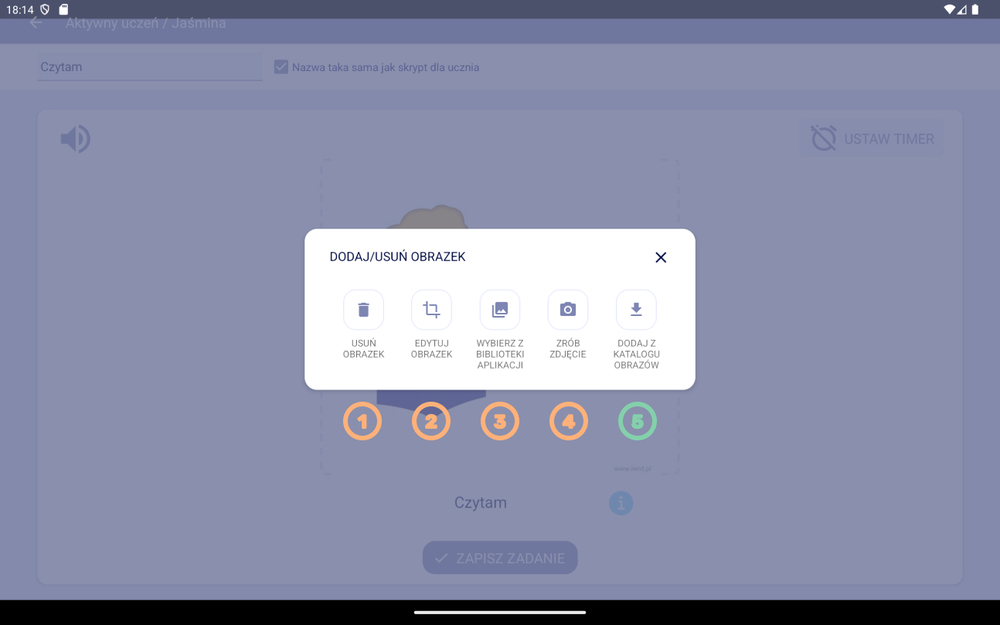 18:14
Aktywny uczeń / Jaśmina
Czytam
Nazwa taka sama jak skrypt dla ucznia
USTAW TIMER
DODAJ/USUŃ OBRAZEK
USUŃ
OBRAZEK
EDYTUJ
OBRAZEK
WYBIERZ Z
BIBLIOTEKI
APLIKACJI
ZRÓB
ZDJĘCIE
DODAJ Z
KATALOGU
OBRAZÓW
1 2 3 4 5
Czytam
i
ZAPISZ ZADANIE